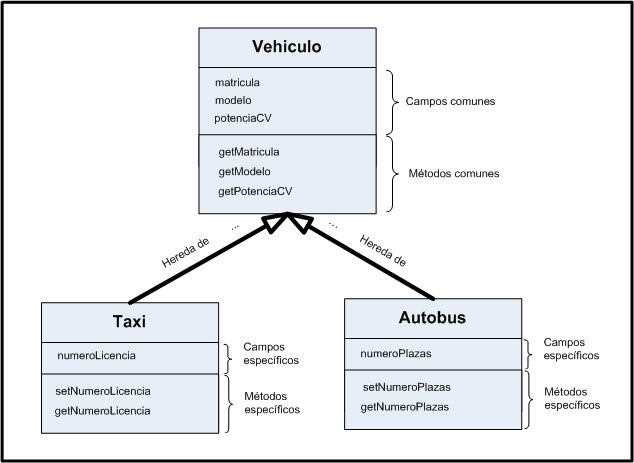 Vehiculo
matricula
modelo
potenciaCV
Campos comunes
getMatricula
getModelo
getPotenciaCV
Métodos comunes
Hereda de ...
... Hereda de
Taxi
numeroLicencia
Campos
específicos
setNumeroLicencia
getNumeroLicencia
Métodos
específicos
Autobus
numeroPlazas
Campos
específicos
setNumeroPlazas
getNumeroPlazas
Métodos
específicos